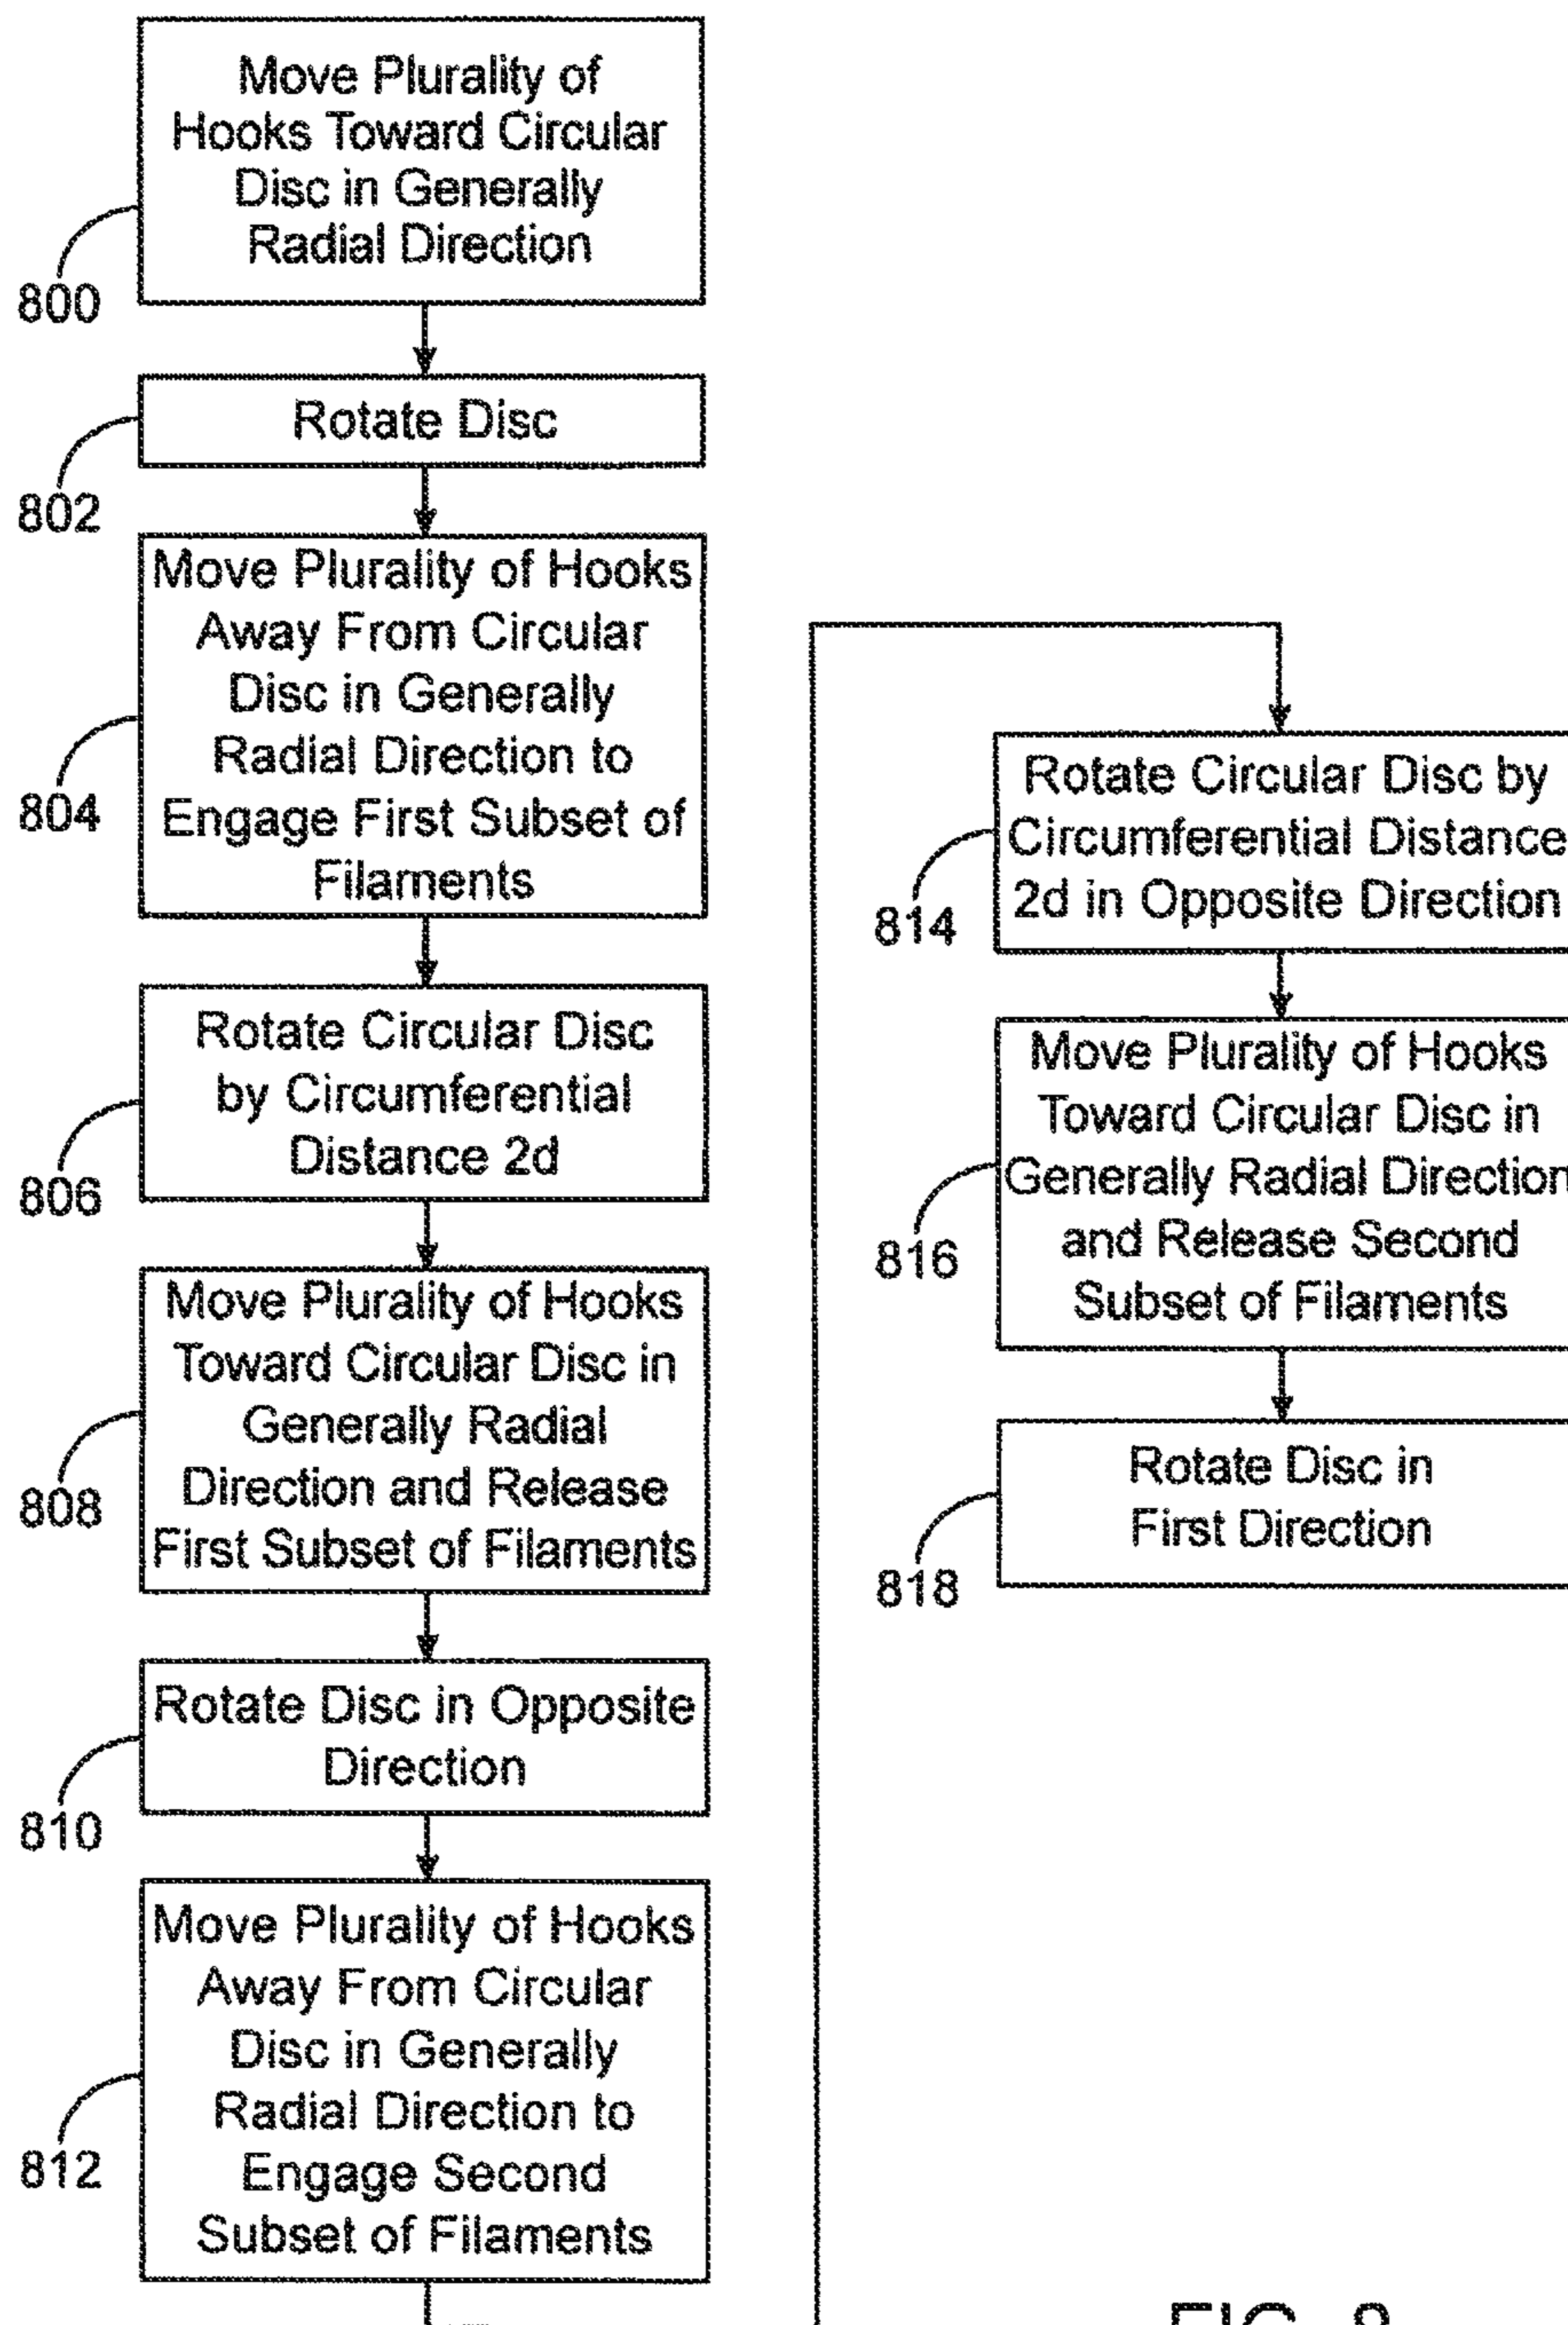 Move Plurality of
Hooks Toward Circular
Disc in Generally
Radial Direction
800
Rotate Disc
802
Move Plurality of Hooks
Away From Circular
Disc in Generally
Radial Direction to
Engage First Subset of
Filaments
804
Rotate Circular Disc
by Circumferential
Distance 2d
806
Move Plurality of Hooks
Toward Circular Disc in
Generally Radial
Direction and Release
First Subset of Filaments
808
Rotate Disc in Opposite
Direction
810
Move Plurality of Hooks
Away From Circular
Disc in Generally
Radial Direction to
Engage Second
Subset of Filaments
812
Rotate Circular Disc by
Circumferential Distance
2d in Opposite Direction
814
Move Plurality of Hooks
Toward Circular Disc in
Generally Radial Direction
and Release Second
Subset of Filaments
816
Rotate Disc in
First Direction
818